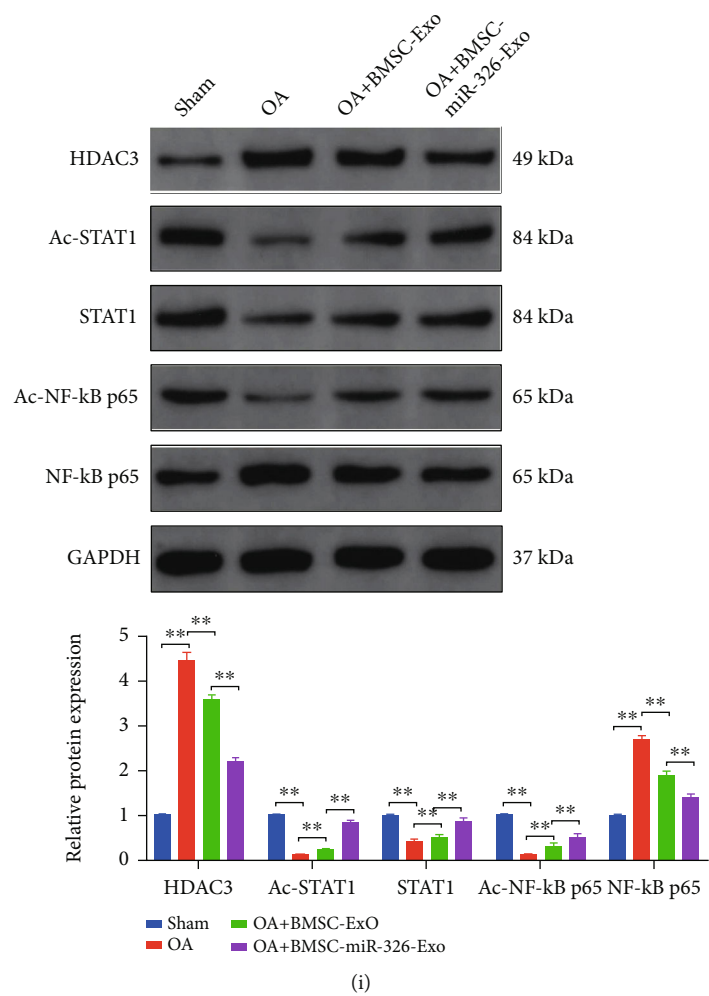 Sham OA OA+BMSC-Exo OA+BMSC-
miR-326-Exo
HDAC3 49 kDa
Ac-STAT1 84 kDa
STAT1 84 kDa
Ac-NF-kB p65 65 kDa
NF-kB p65 65 kDa
GAPDH 37 kDa
Relative protein expression
5
4
3
2
1
0
** ** **
** ** **
** ** **
** ** **
** ** **
HDAC3 Ac-STAT1 STAT1 Ac-NF-kB p65 NF-kB p65
Sham OA+BMSC-ExO
OA OA+BMSC-miR-326-Exo
(i)